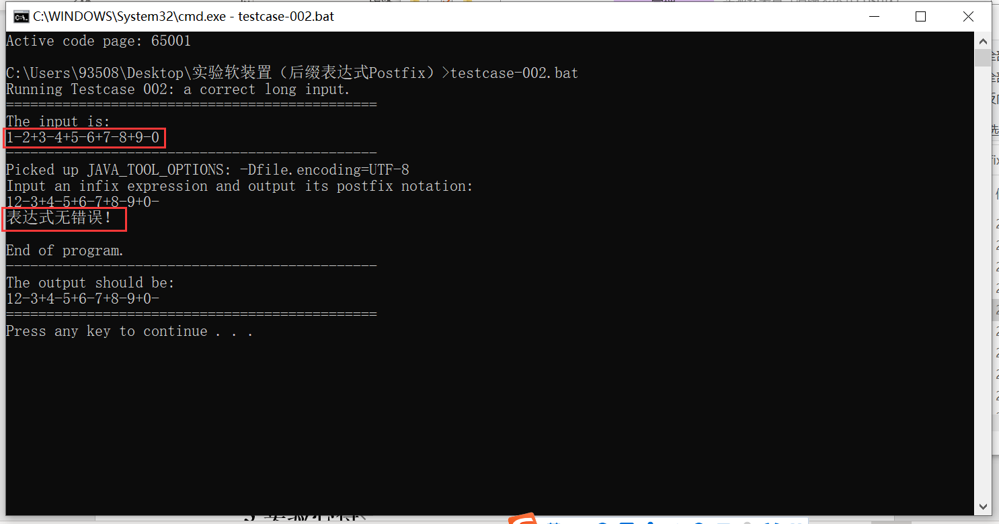 C:\WINDOWS\System32\cmd.exe - testcase-002.bat
Active code page: 65001
C:\Users\93508\Desktop\实验软装置（后缀表达式Postfix）>testcase-002.bat
Running Testcase 002: a correct long input.
==============================================
The input is:
1-2+3-4+5-6+7-8+9-0
----------------------------------------------
Picked up JAVA_TOOL_OPTIONS: -Dfile.encoding=UTF-8
Input an infix expression and output its postfix notation:
12-3+4-5+6-7+8-9+0-
表达式无错误！
End of program.
----------------------------------------------
The output should be:
12-3+4-5+6-7+8-9+0-
==============================================
Press any key to continue . . .